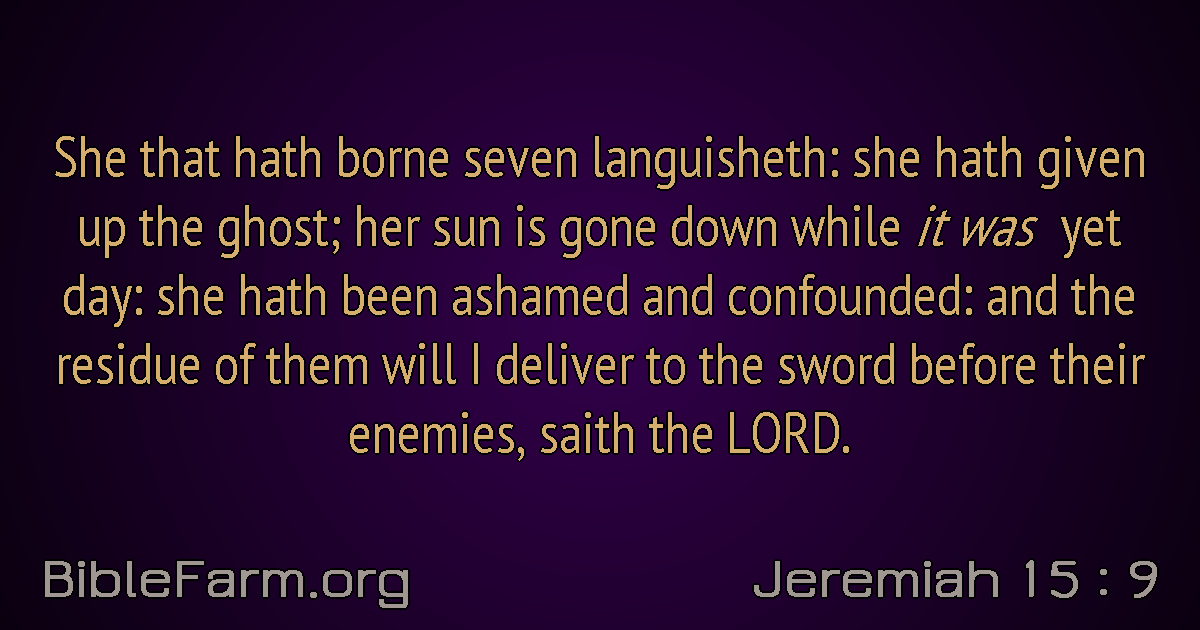 She that hath borne seven languisheth: she hath given
up the ghost; her sun is gone down while it was yet
day: she hath been ashamed and confounded: and the
residue of them will I deliver to the sword before their
enemies, saith the LORD.
BibleFarm.org
Jeremiah 15 : 9